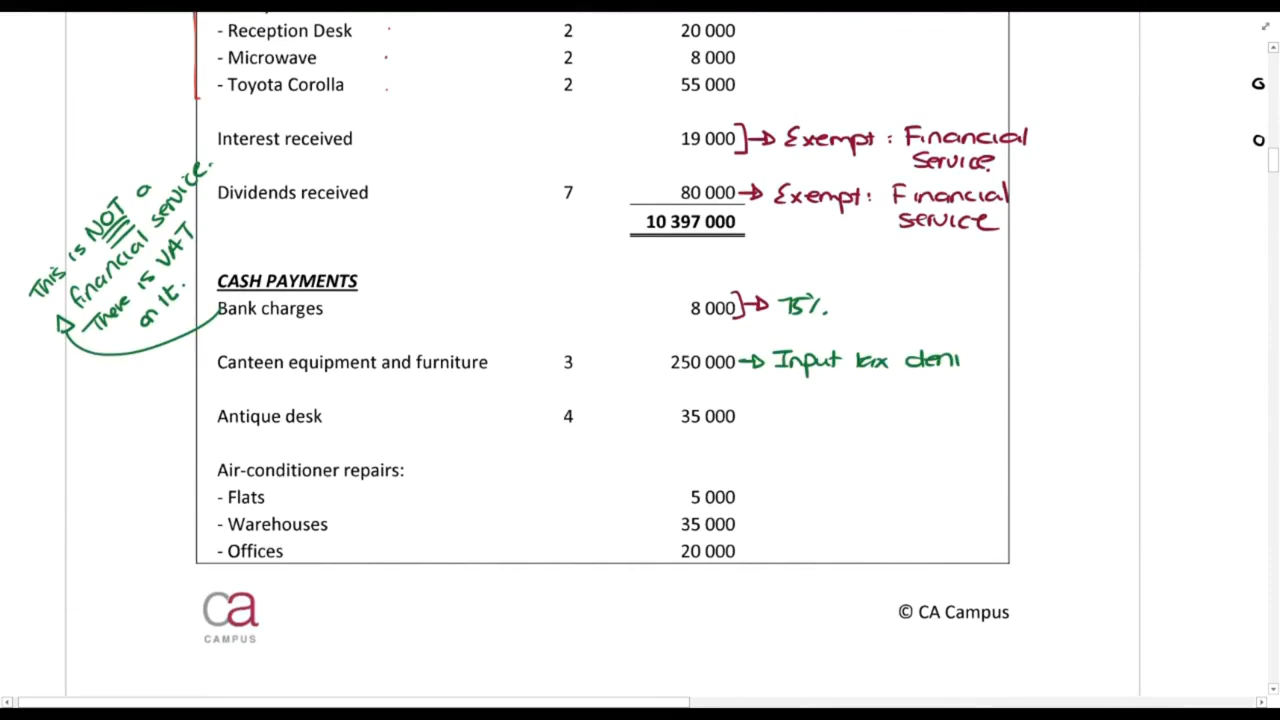 - Reception Desk 2 20 000
- Microwave 2 8 000
- Toyota Corolla 2 55 000
Interest received 19 000 Exempt : Financial
service.
Dividends received 7 80 000 Exempt : Financial
service
10 397 000
This is NOT a
financial service.
There is VAT
on it.
CASH PAYMENTS
Bank charges 8 000 75%
Canteen equipment and furniture 3 250 000 Input tax deni
Antique desk 4 35 000
Air-conditioner repairs:
- Flats 5 000
- Warehouses 35 000
- Offices 20 000
ca
CAMPUS
© CA Campus